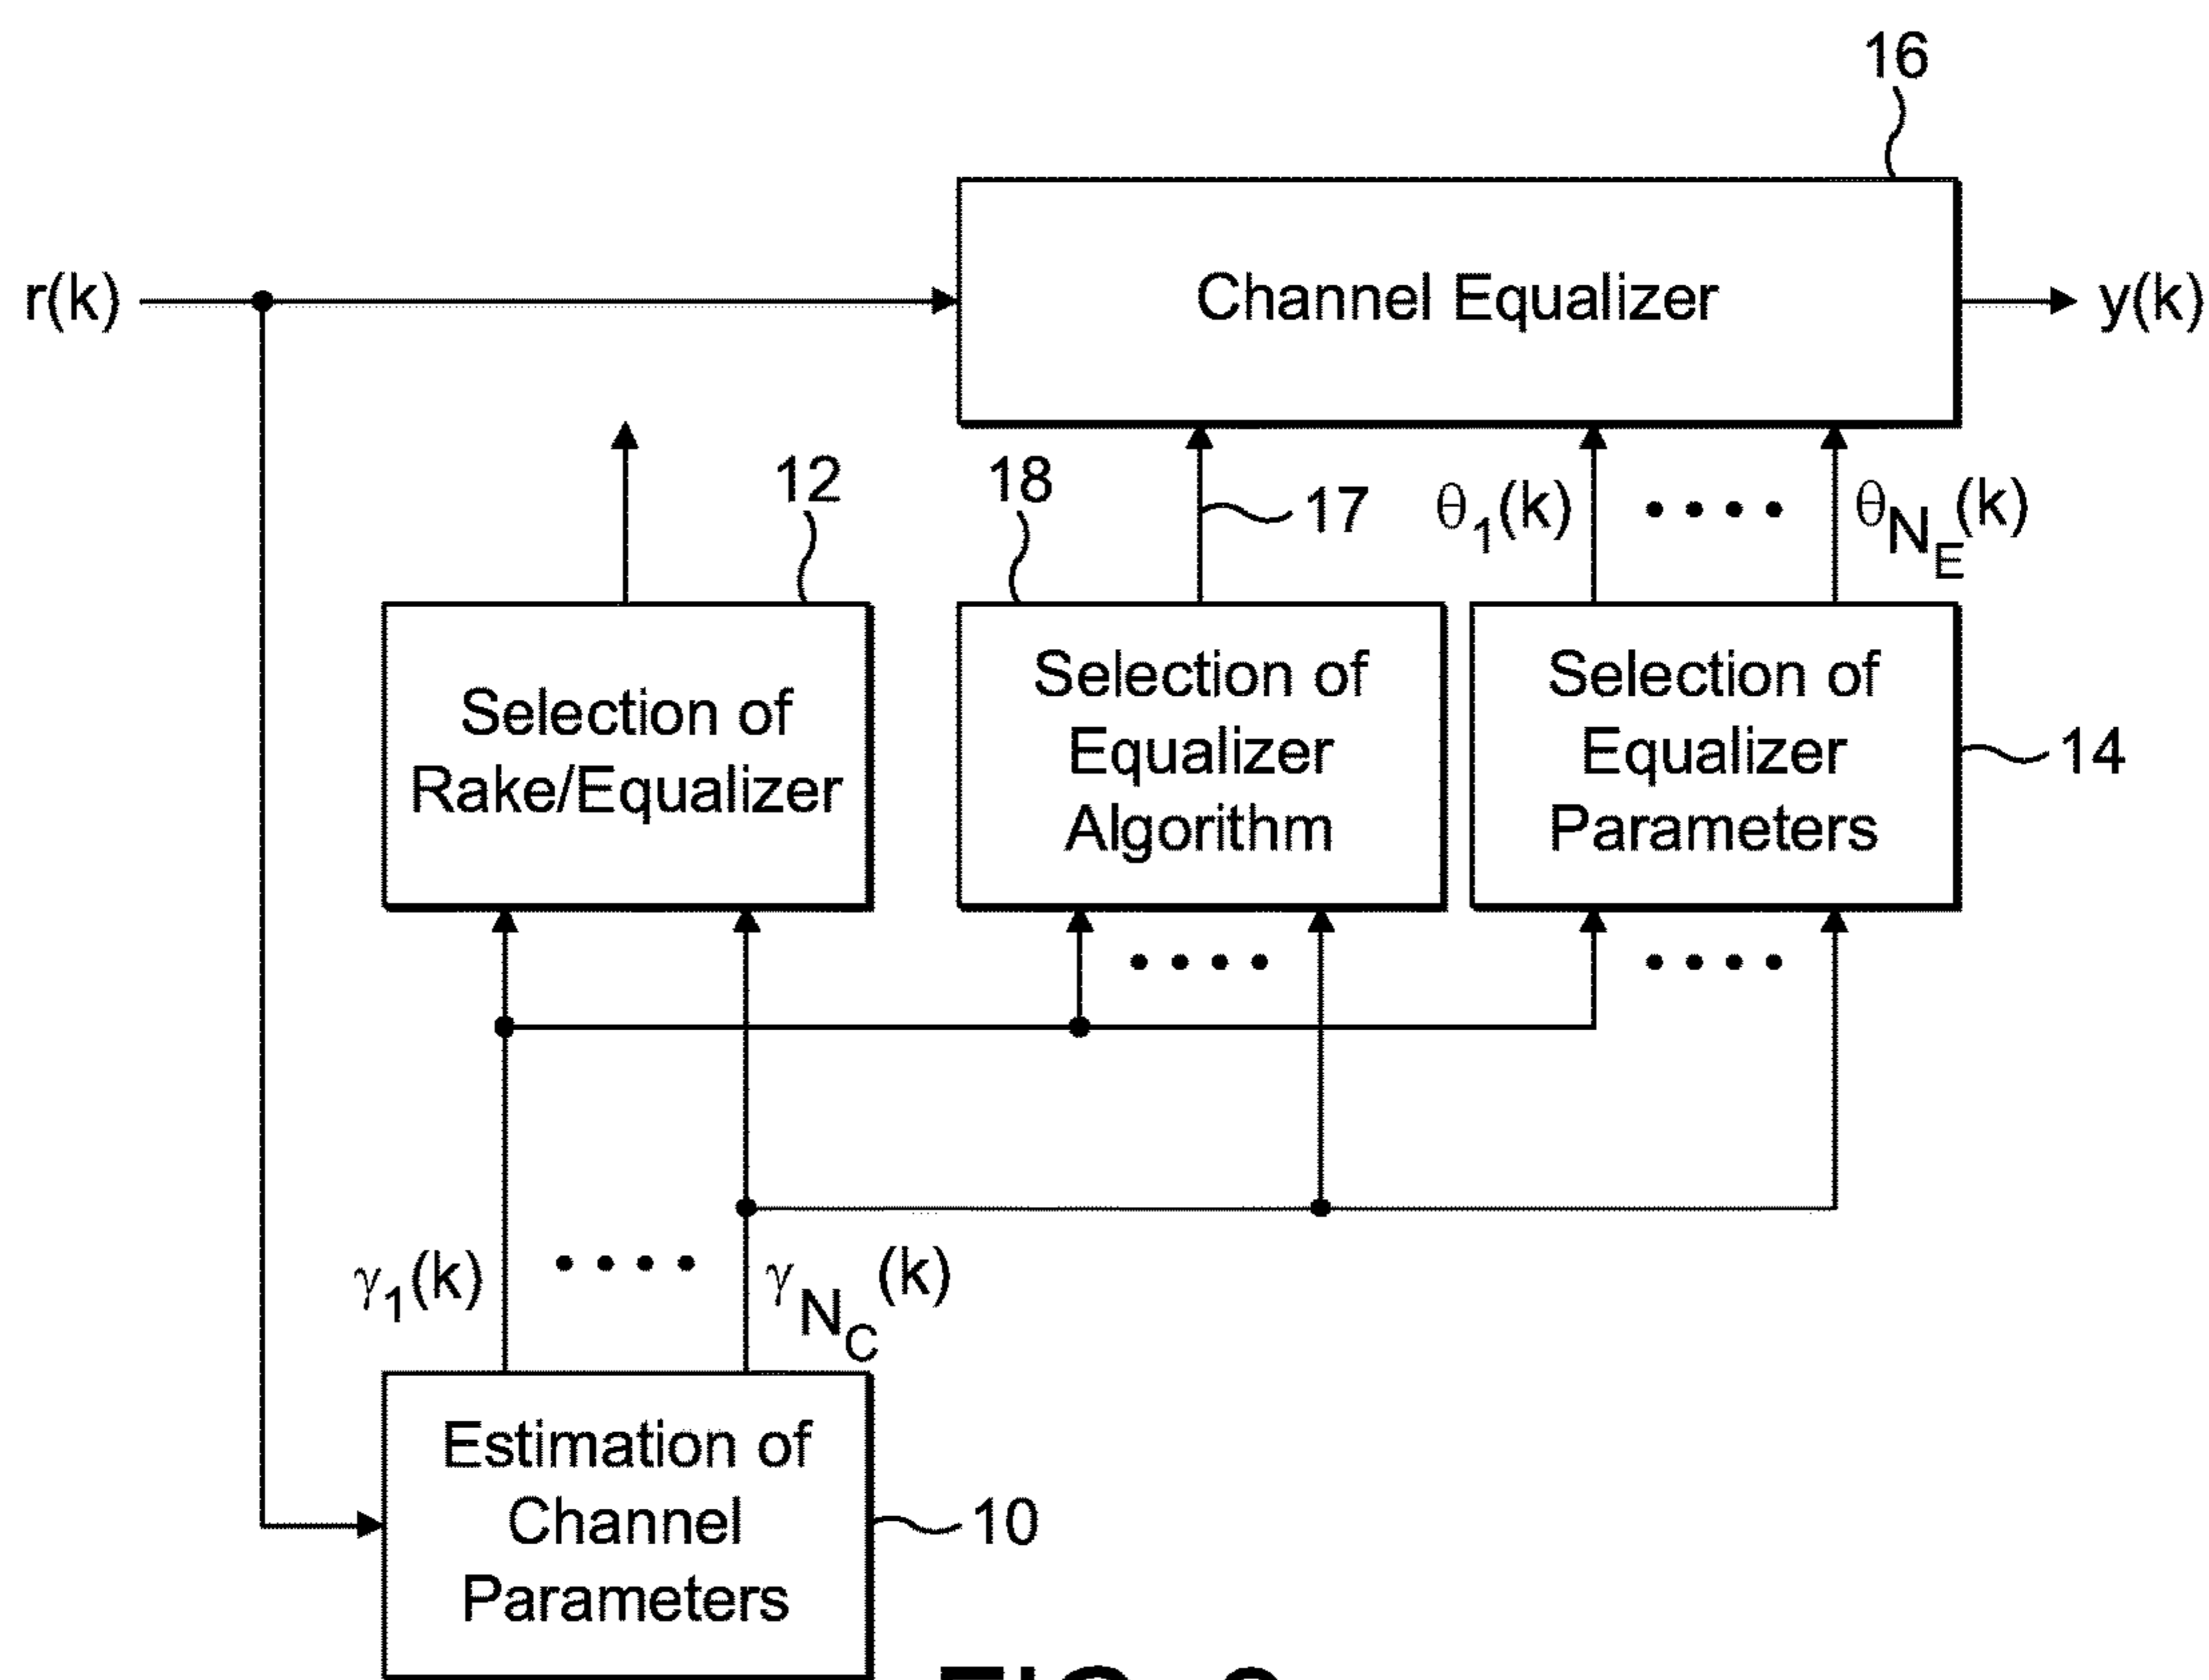 16
r(k)
Channel Equalizer
y(k)
12
18
17
θ1(k)
θNE(k)
Selection of
Rake/Equalizer
Selection of
Equalizer
Algorithm
Selection of
Equalizer
Parameters
14
γ1(k)
γNC(k)
Estimation of
Channel
Parameters
10